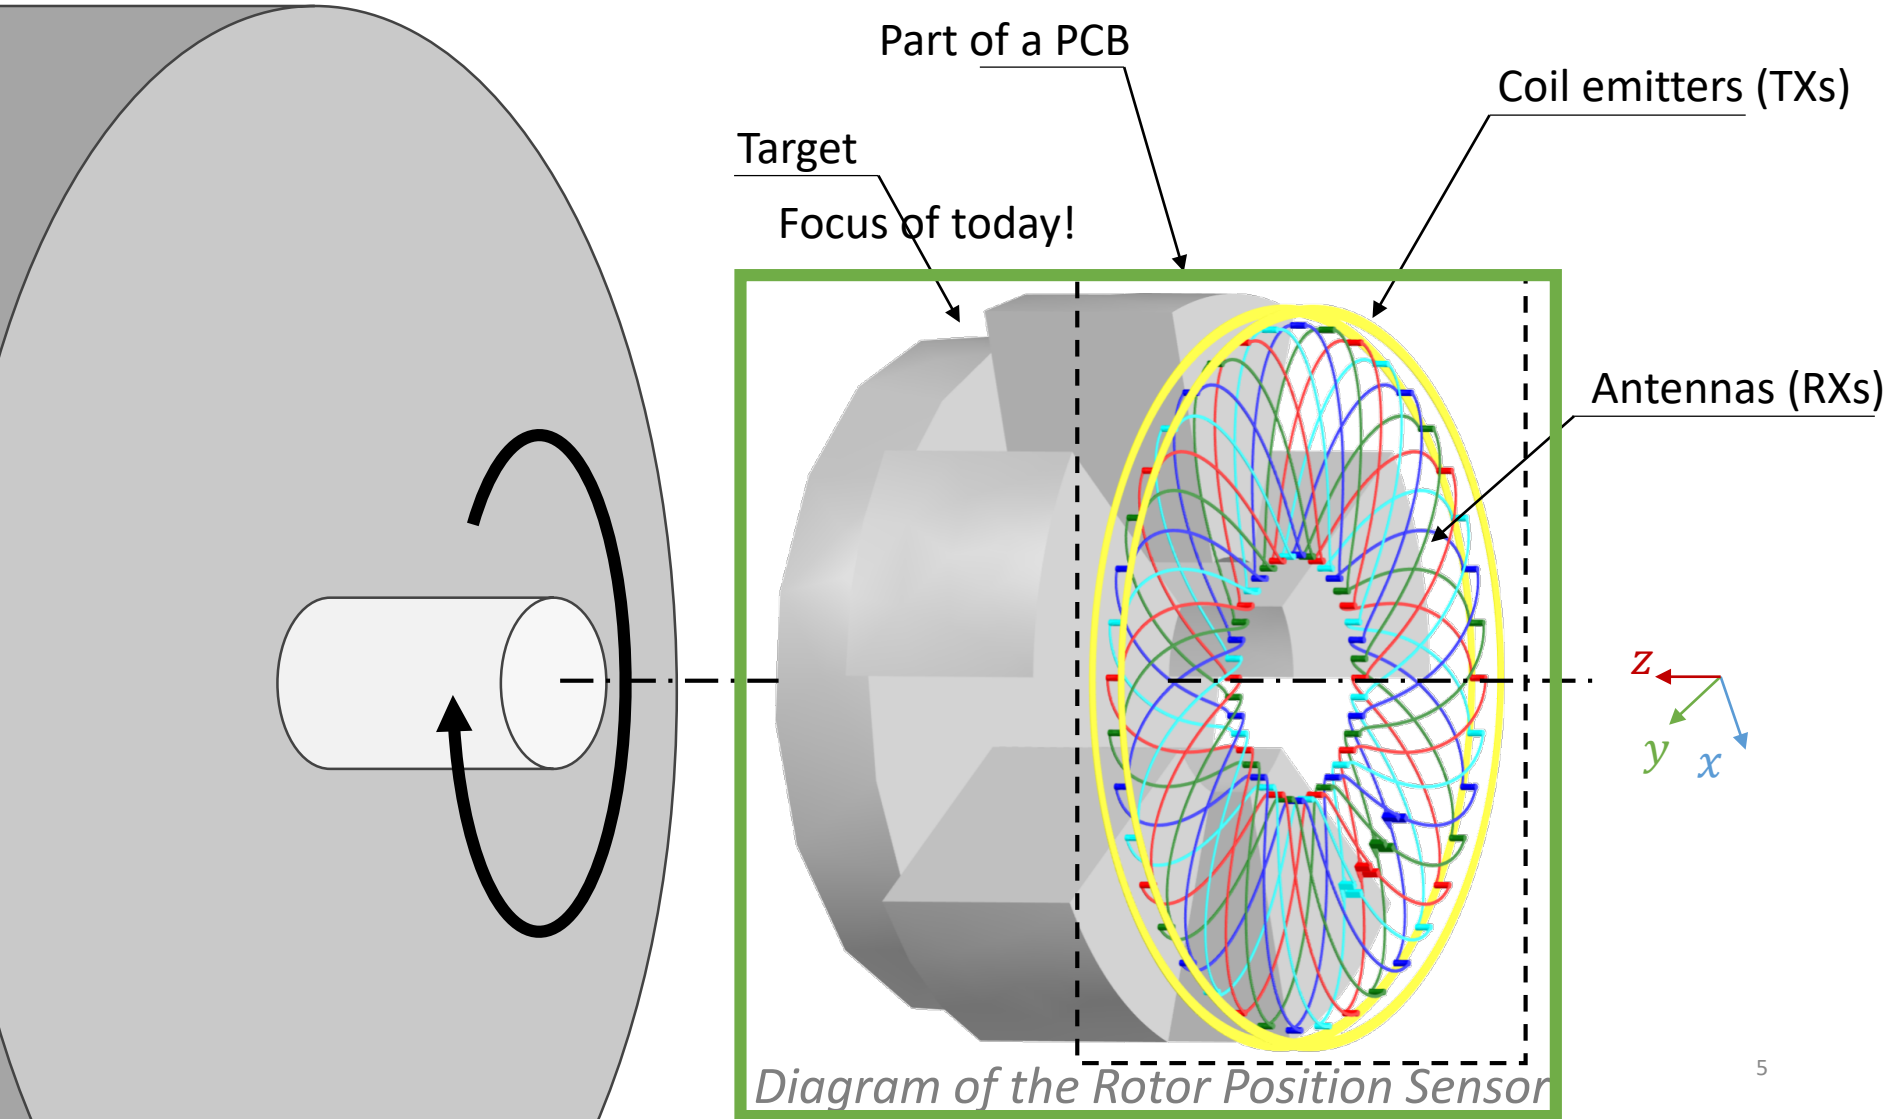 Part of a PCB
Coil emitters (TXs)
Target
Focus of today!
Antennas (RXs)
z
y
x
Diagram of the Rotor Position Sensor
5